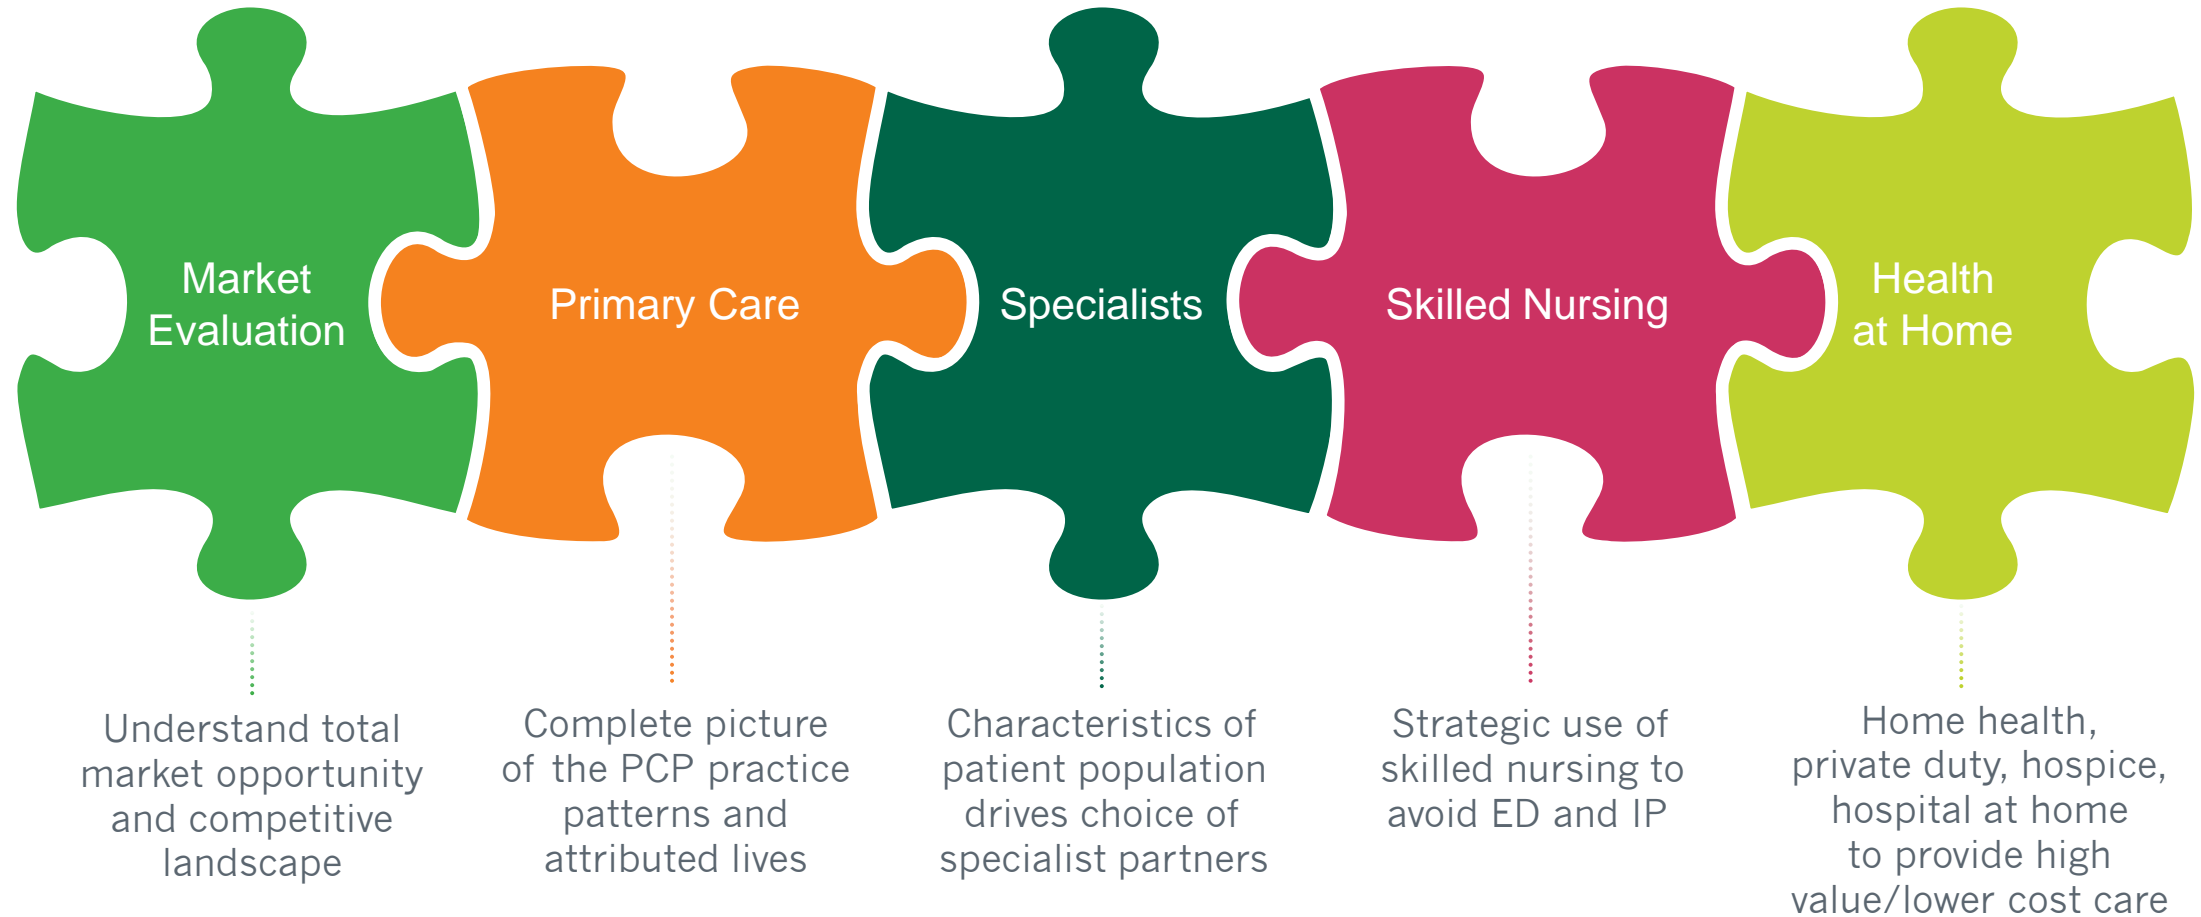 Market
Evaluation
Primary Care
Specialists
Skilled Nursing
Health
at Home
Understand total
market opportunity
and competitive
landscape
Complete picture
of the PCP practice
patterns and
attributed lives
Characteristics of
patient population
drives choice of
specialist partners
Strategic use of
skilled nursing to
avoid ED and IP
Home health,
private duty, hospice,
hospital at home
to provide high
value/lower cost care